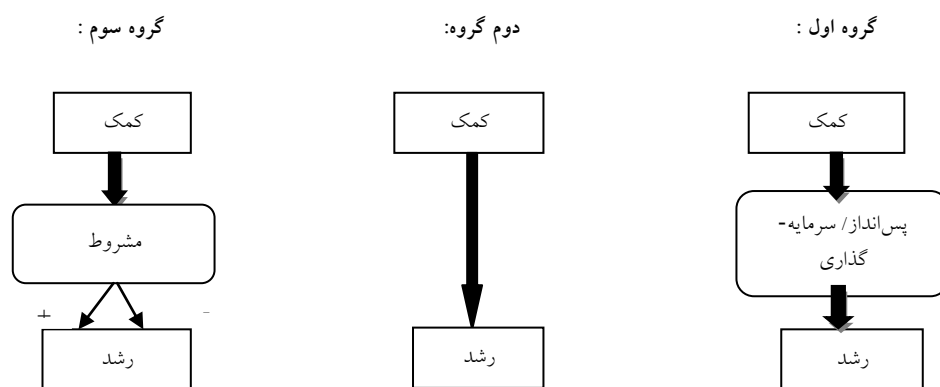 گروه اول :
دوم گروه:
گروه سوم :
کمک
کمک
کمک
پس‌انداز/ سرمایه-
گذاری
مشروط
+
-
رشد
رشد
رشد